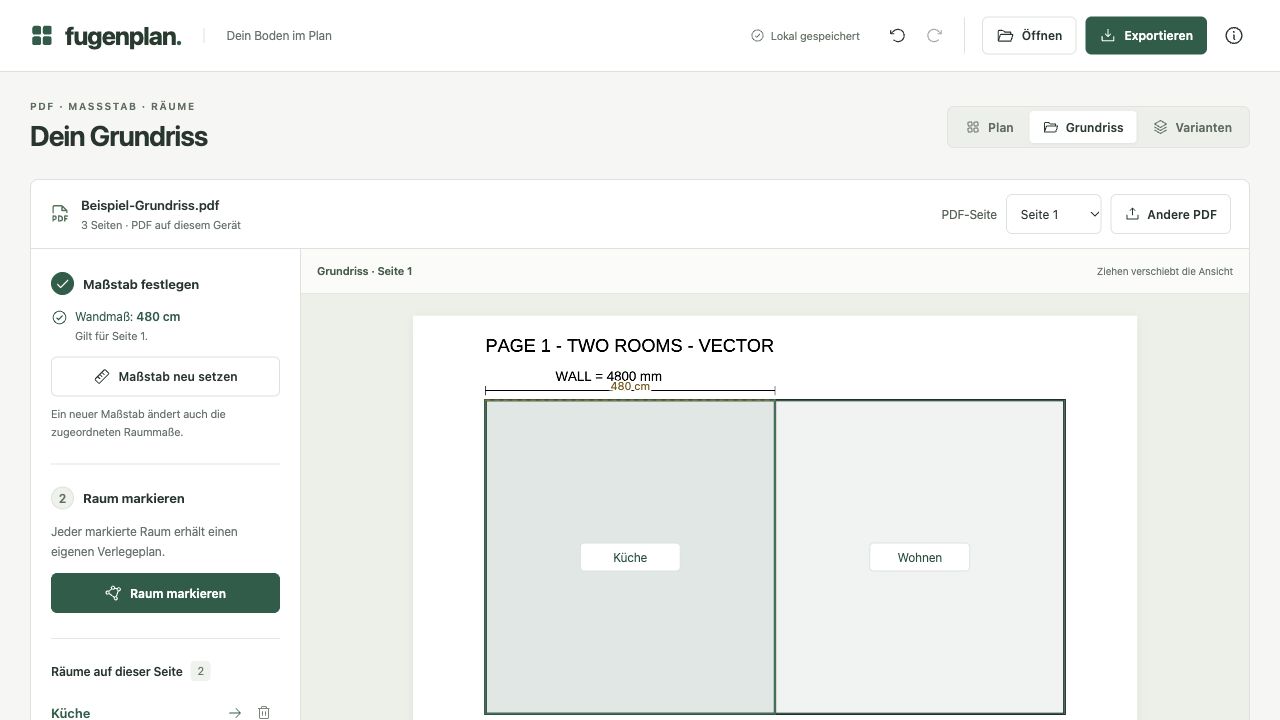 fugenplan.
Dein Boden im Plan
Lokal gespeichert
Öffnen
Exportieren
PDF · MASSSTAB · RÄUME
Dein Grundriss
Plan
Grundriss
Varianten
PDF
Beispiel-Grundriss.pdf
3 Seiten · PDF auf diesem Gerät
PDF-Seite
Seite 1
Andere PDF
Maßstab festlegen
Wandmaß: 480 cm
Gilt für Seite 1.
Maßstab neu setzen
Ein neuer Maßstab ändert auch die
zugeordneten Raummaße.
2 Raum markieren
Jeder markierte Raum erhält einen
eigenen Verlegeplan.
Raum markieren
Räume auf dieser Seite 2
Küche
Grundriss · Seite 1
Ziehen verschiebt die Ansicht
PAGE 1 - TWO ROOMS - VECTOR
WALL = 4800 mm
480 cm
Küche
Wohnen